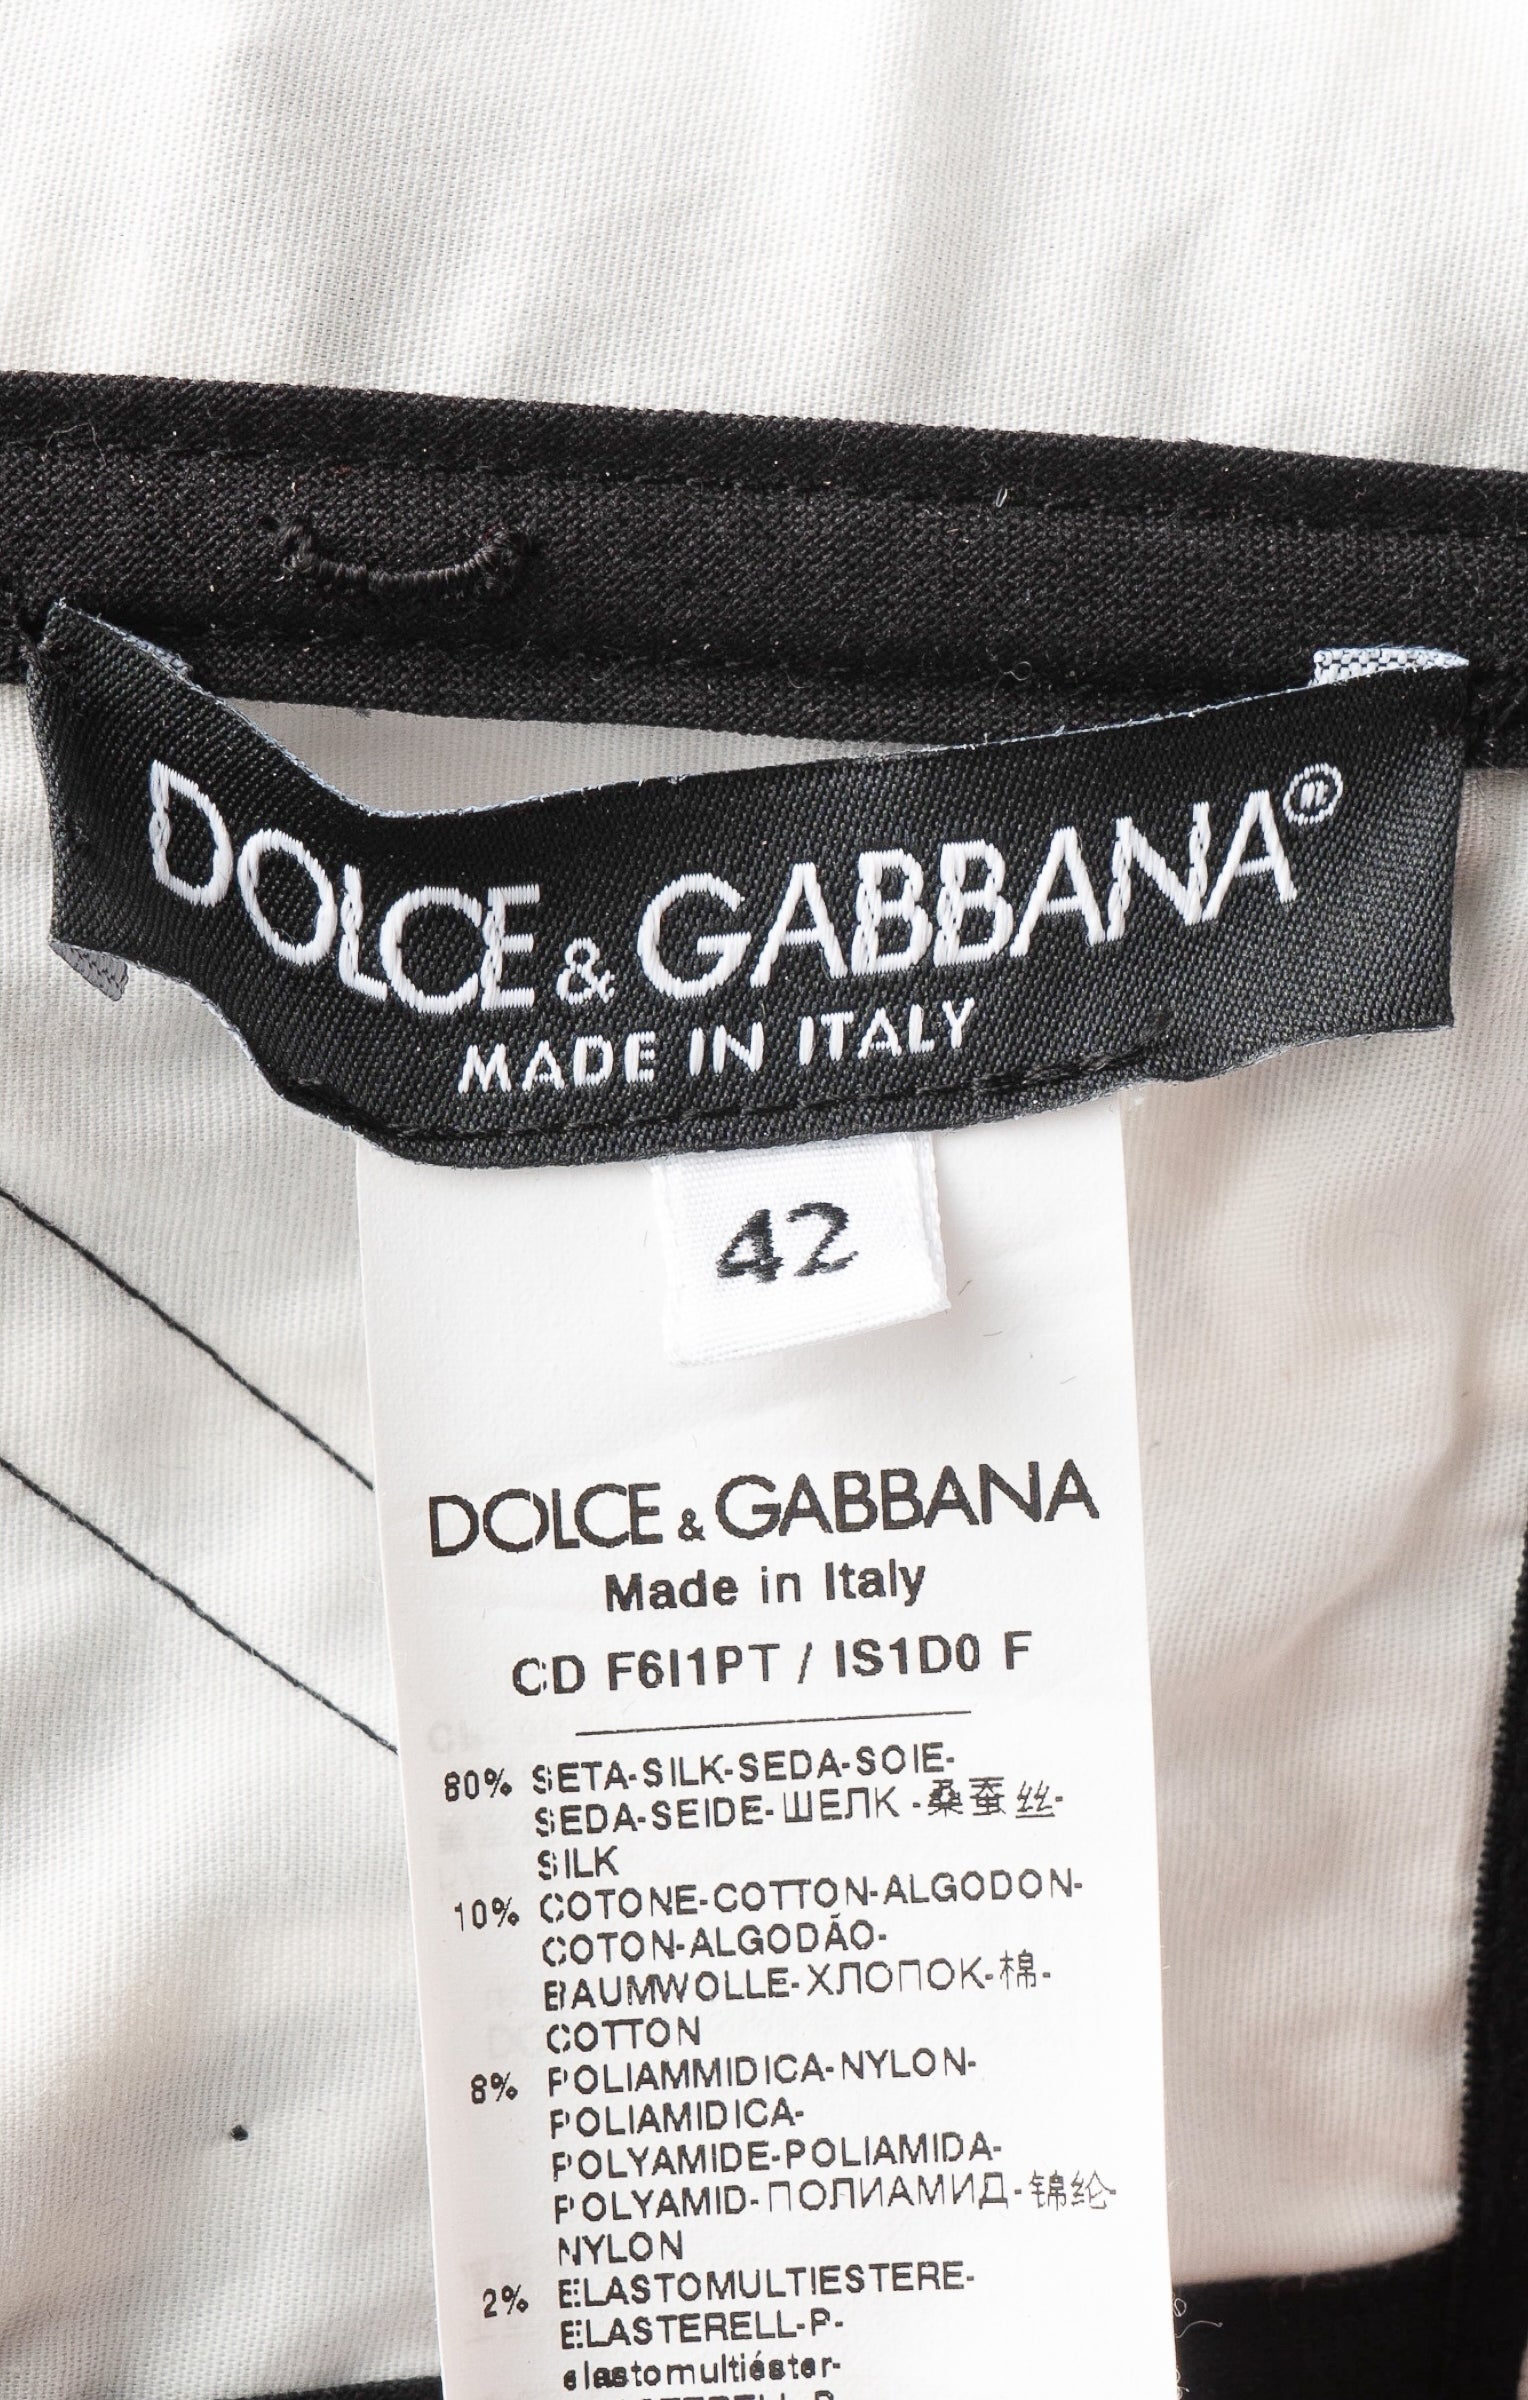 DOLCE & GABBANA®
MADE IN ITALY
42
DOLCE & GABBANA
Made in Italy
CD F6I1PT / IS1D0 F
80% SETA-SILK-SEDA-SOIE-
SEDA-SEIDE-ШЕЛК-桑蚕丝-
SILK
10% COTONE-COTTON-ALGODON-
COTON-ALGODÃO-
BAUMWOLLE-ХЛОПОК-棉-
COTTON
8% POLIAMMIDICA-NYLON-
POLIAMIDICA-
POLYAMIDE-POLIAMIDA-
POLYAMID-ПОЛИАМИД-锦纶-
NYLON
2% ELASTOMULTIESTERE-
ELASTERELL-P-
elastomultiéster-
ELASTERELL-P-